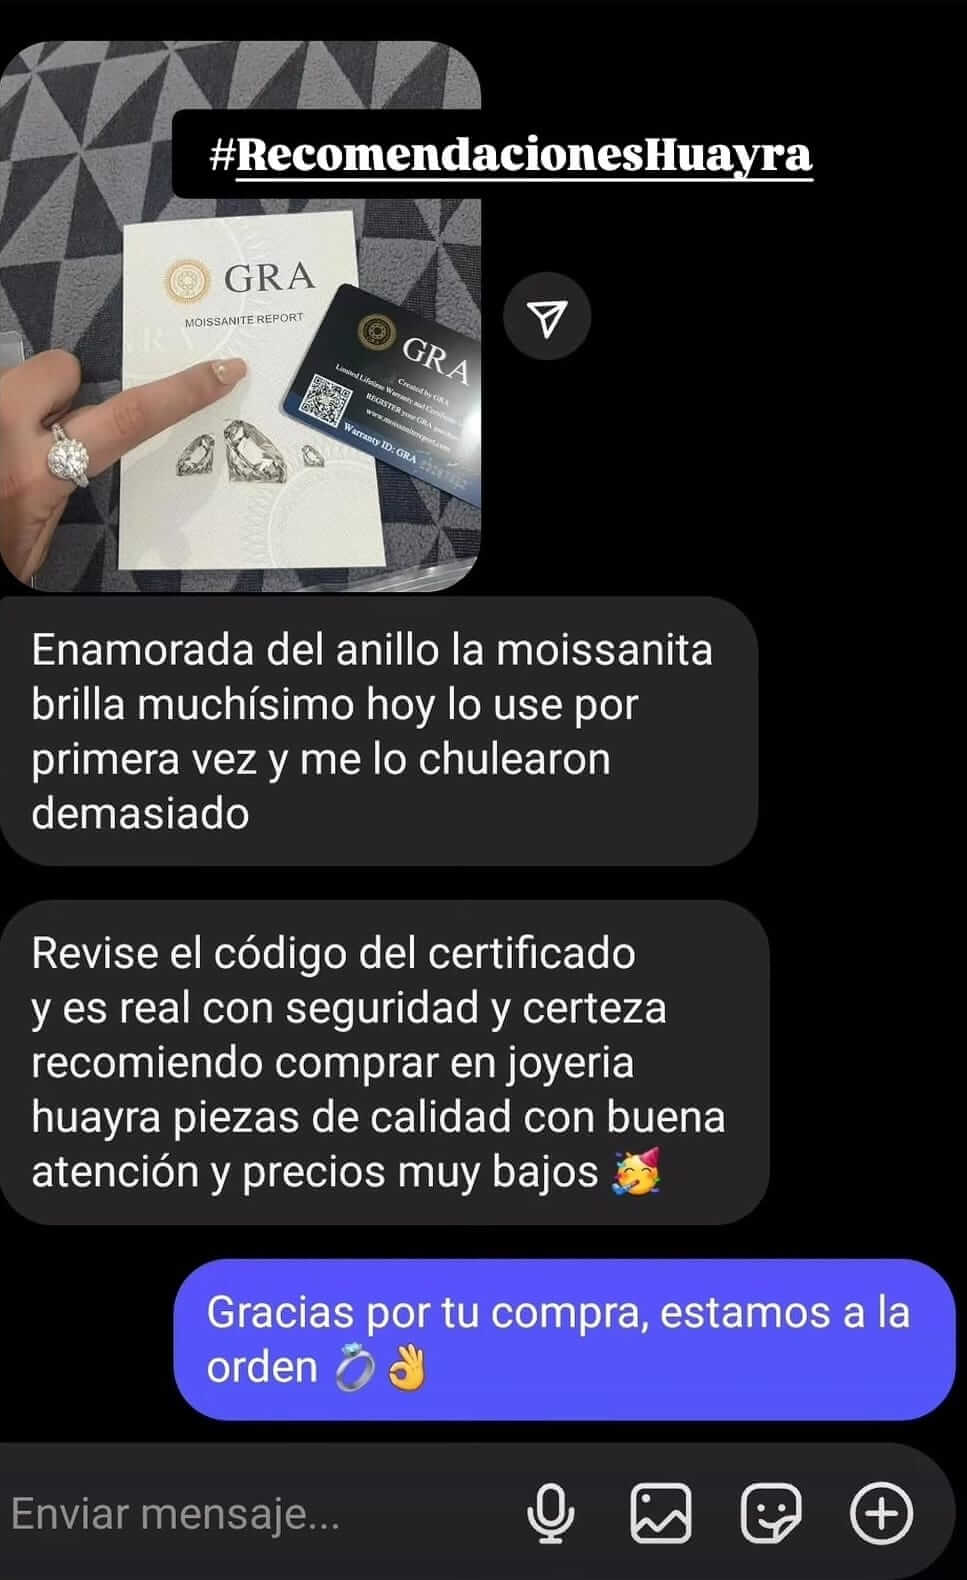 #RecomendacionesHuayra
GRA
MOISSANITE REPORT
GRA
Created by GRA
Limited Lifetime Warranty and
REGISTER your GRA
www.moissanitereport.com
Warranty ID: GRA
Enamorada del anillo la moissanita
brilla muchísimo hoy lo use por
primera vez y me lo chulearon
demasiado
Revise el código del certificado
y es real con seguridad y certeza
recomiendo comprar en joyeria
huayra piezas de calidad con buena
atención y precios muy bajos 🥳
Gracias por tu compra, estamos a la
orden 💍👌
Enviar mensaje...